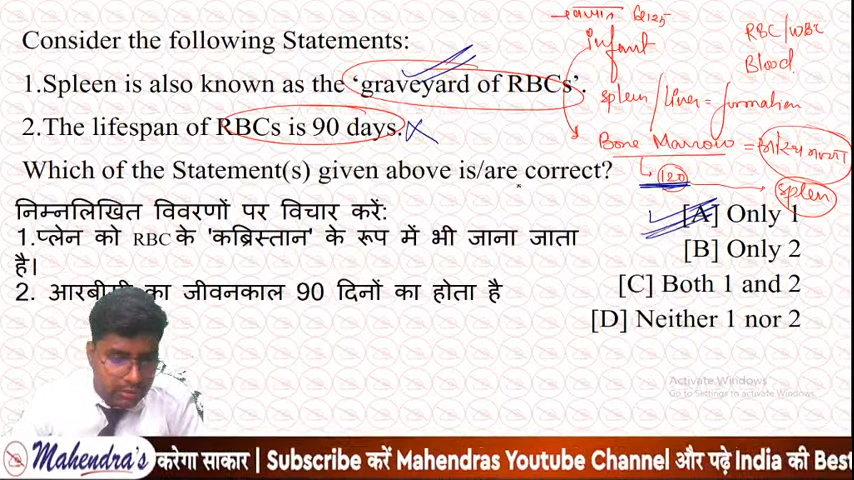 Consider the following Statements:
1.Spleen is also known as the ‘graveyard of RBCs’.
2.The lifespan of RBCs is 90 days.
Which of the Statement(s) given above is/are correct?
निम्नलिखित विवरणों पर विचार करें:
1.प्लेन को RBC के 'कब्रिस्तान' के रूप में भी जाना जाता
है।
2. आरबीसी का जीवनकाल 90 दिनों का होता है
[A] Only 1
[B] Only 2
[C] Both 1 and 2
[D] Neither 1 nor 2
Infant
RBC/WBC
Blood
Spleen/Liver = formation
Bone Marrow =
120
spleen
Activate Windows
Go to Settings to activate Windows.
Mahendra's करेगा साकार | Subscribe करें Mahendras Youtube Channel और पढ़े India की Best